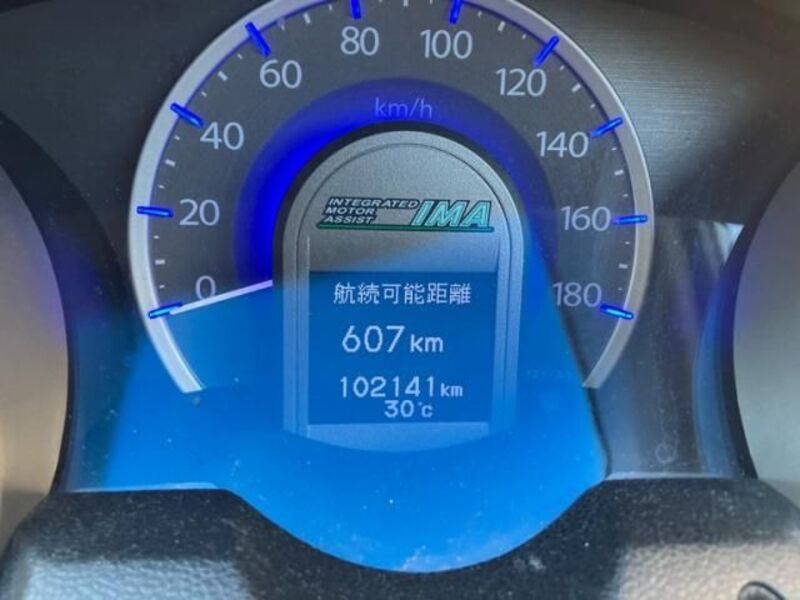 0
20
40
60
80
100
120
140
160
180
km/h
INTEGRATED
MOTOR
ASSIST
IMA
航続可能距離
607km
102141km
30°c